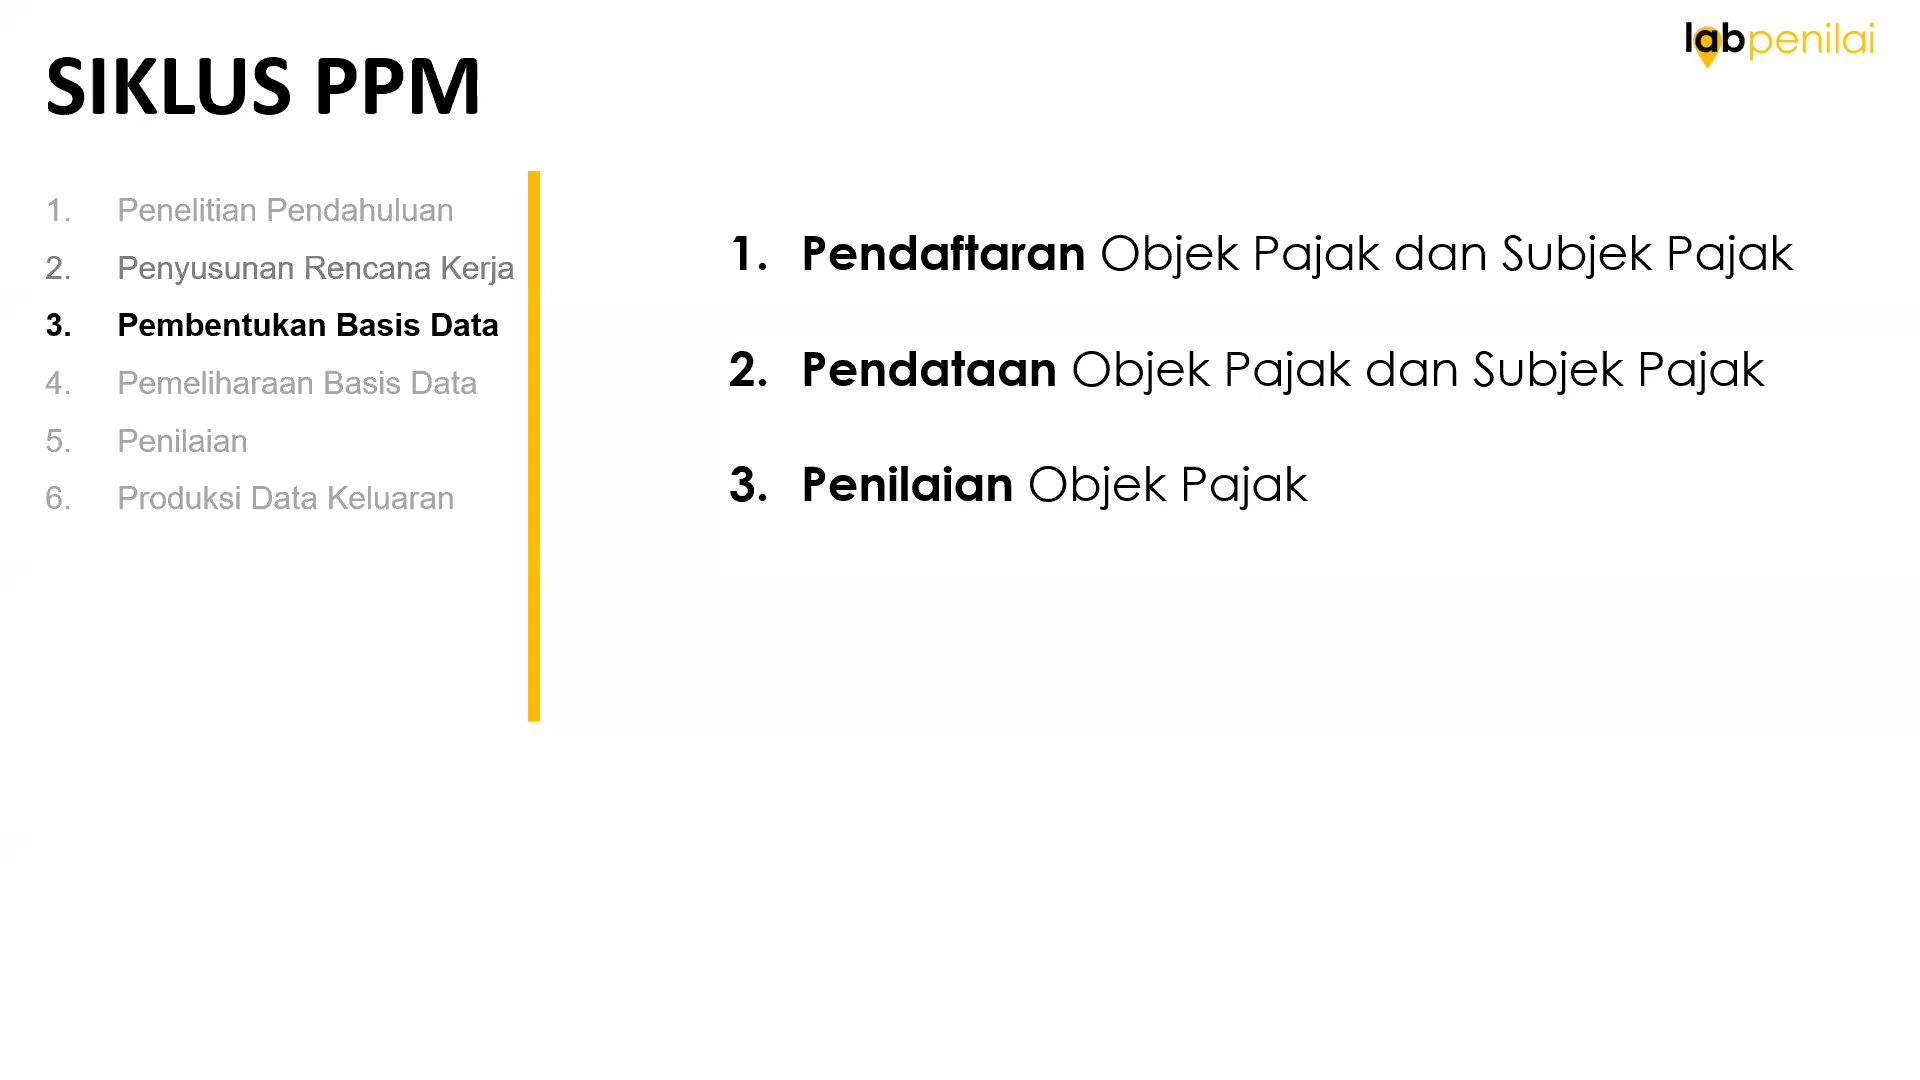 SIKLUS PPM
labpenilai
1. Penelitian Pendahuluan
2. Penyusunan Rencana Kerja
3. Pembentukan Basis Data
4. Pemeliharaan Basis Data
5. Penilaian
6. Produksi Data Keluaran
1. Pendaftaran Objek Pajak dan Subjek Pajak
2. Pendataan Objek Pajak dan Subjek Pajak
3. Penilaian Objek Pajak